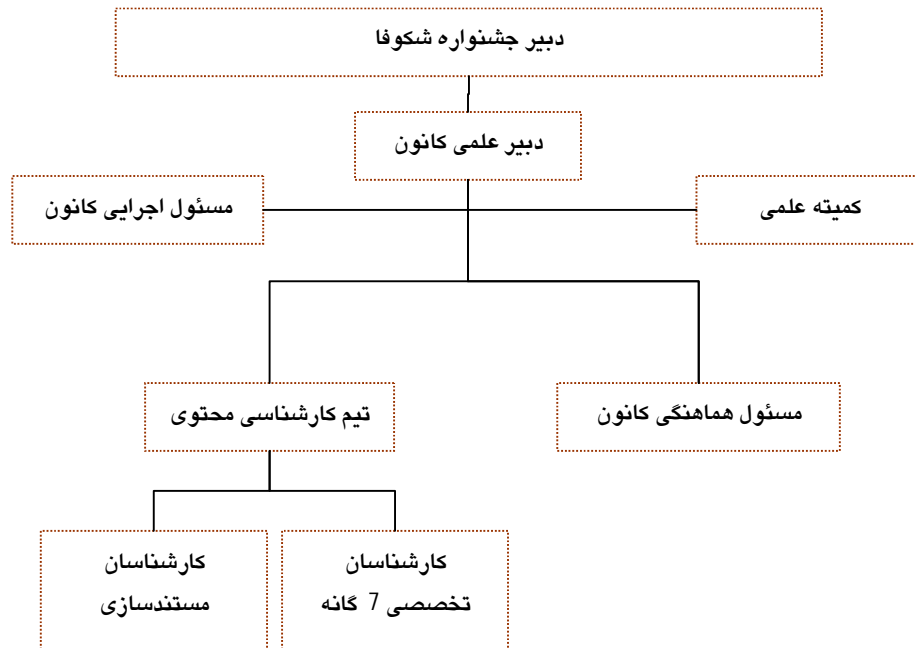 دبیر جشنواره شکوفا
دبیر علمی کانون
کمیته علمی
مسئول اجرایی کانون
مسئول هماهنگی کانون
تیم کارشناسی محتوی
کارشناسان
تخصصی 7 گانه
کارشناسان
مستندسازی